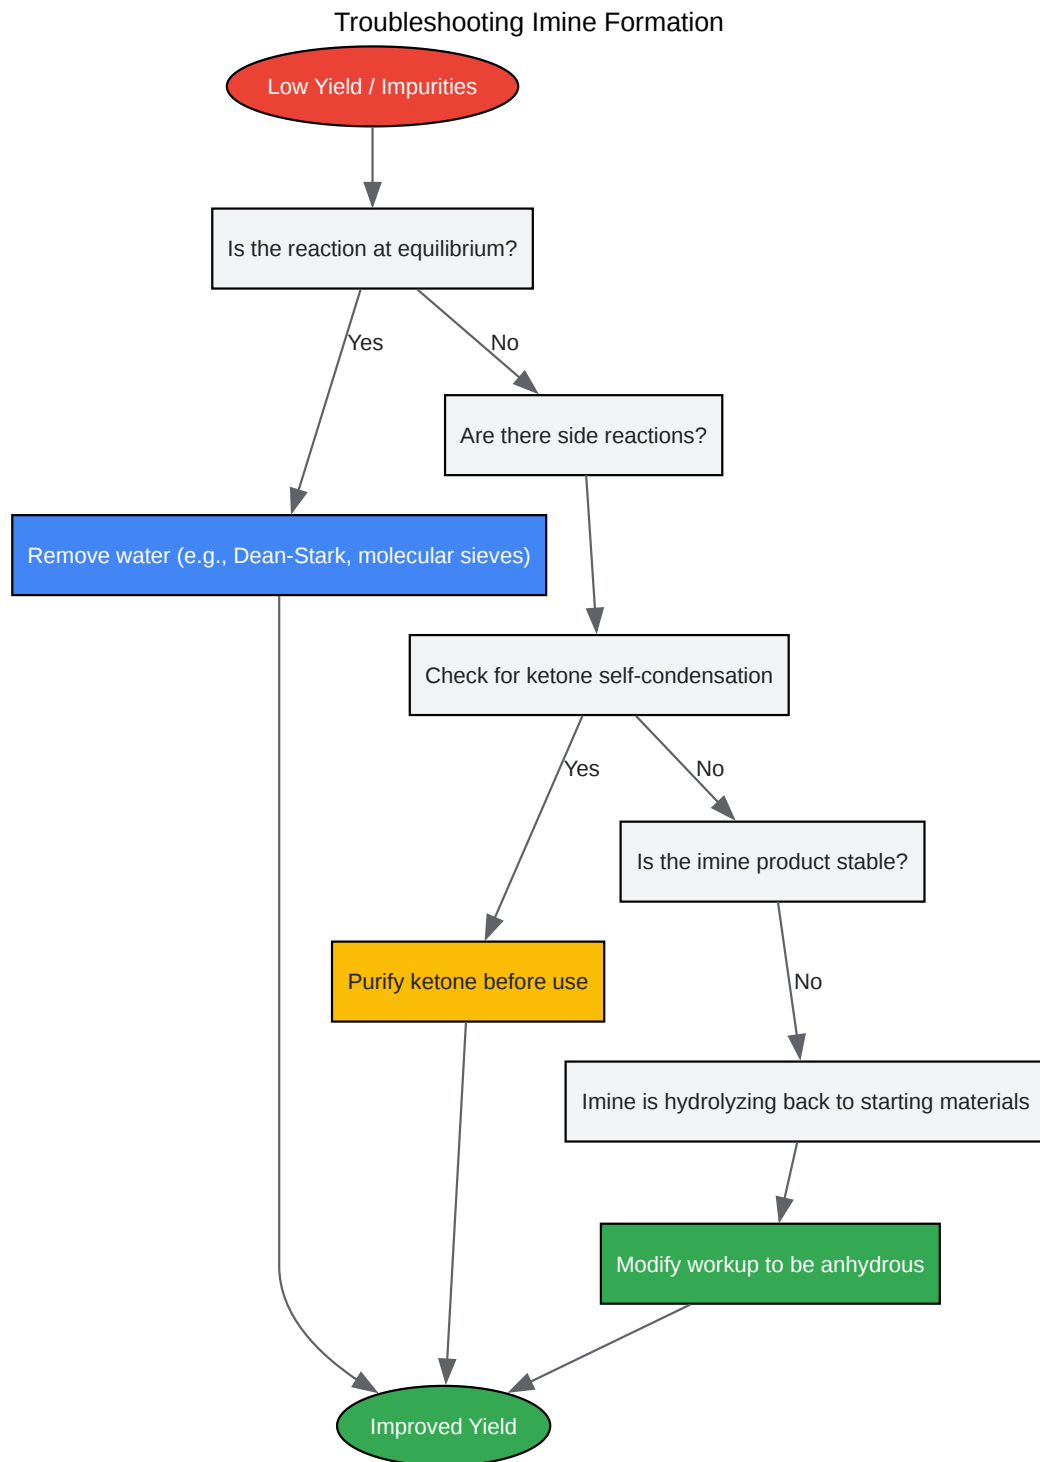 Troubleshooting Imine Formation
Low Yield / Impurities
Is the reaction at equilibrium?
Yes
No
Are there side reactions?
Remove water (e.g., Dean-Stark, molecular sieves)
Check for ketone self-condensation
Yes
No
Is the imine product stable?
Purify ketone before use
No
Imine is hydrolyzing back to starting materials
Modify workup to be anhydrous
Improved Yield